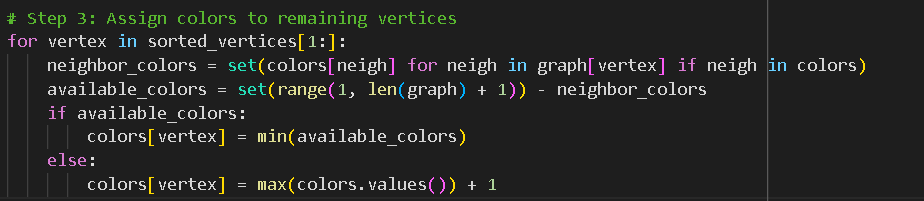 # Step 3: Assign colors to remaining vertices
for vertex in sorted_vertices[1:]:
    neighbor_colors = set(colors[neigh] for neigh in graph[vertex] if neigh in colors)
    available_colors = set(range(1, len(graph) + 1)) - neighbor_colors
    if available_colors:
        colors[vertex] = min(available_colors)
    else:
        colors[vertex] = max(colors.values()) + 1